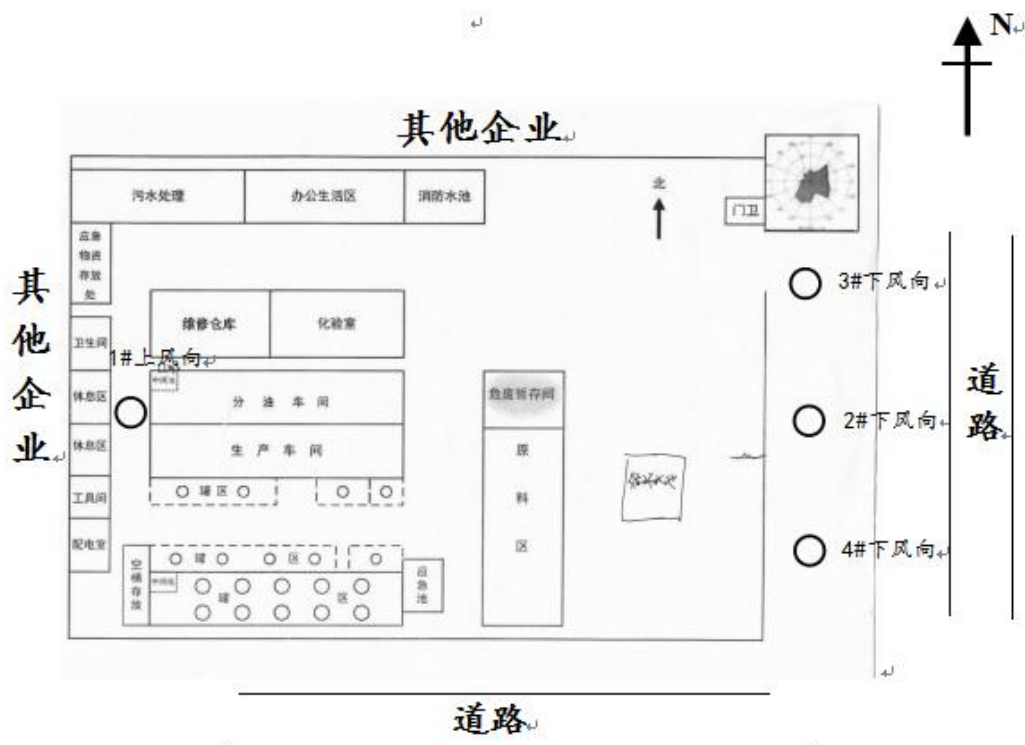 N
其他企业
污水处理
办公生活区
消防水池
北
门卫
应急
物资
存放
处
其他企业
3#下风向
维修仓库
化验室
卫生间
1#上风向
道路
休息区
分油车间
危废暂存间
2#下风向
休息区
生产车间
原料区
工具间
罐区
配电室
4#下风向
空桶存放
罐区
应急池
罐区
道路